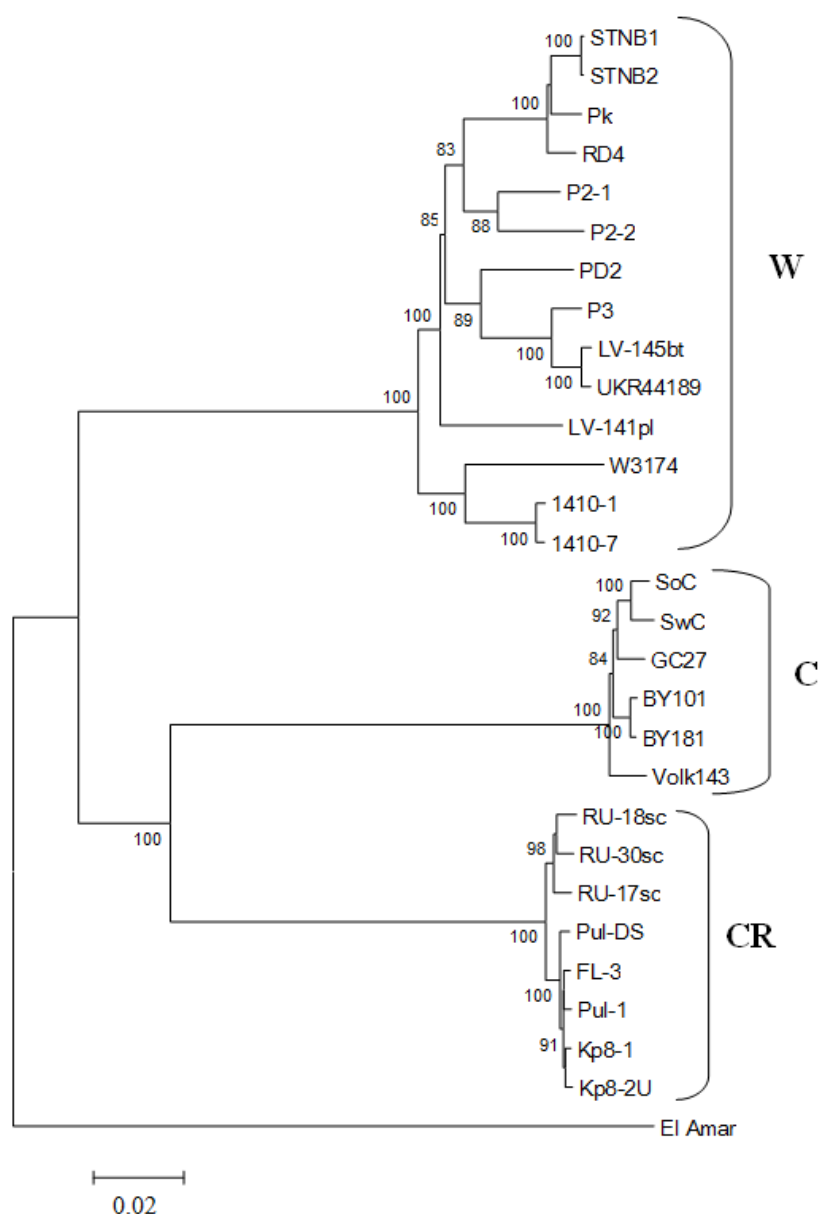 100 STNB1
STNB2
100 Pk
83 RD4
P2-1
85 88 P2-2
W
PD2
100 89 P3
100 LV-145bt
100 100 UKR44189
LV-141pl
W3174
100 1410-1
100 1410-7
100 SoC
92 SwC
84 GC27
C
100 BY101
100 BY181
Volk143
100 RU-18sc
98 RU-30sc
RU-17sc
100 Pul-DS
CR
100 FL-3
Pul-1
91 Kp8-1
Kp8-2U
El Amar
0.02